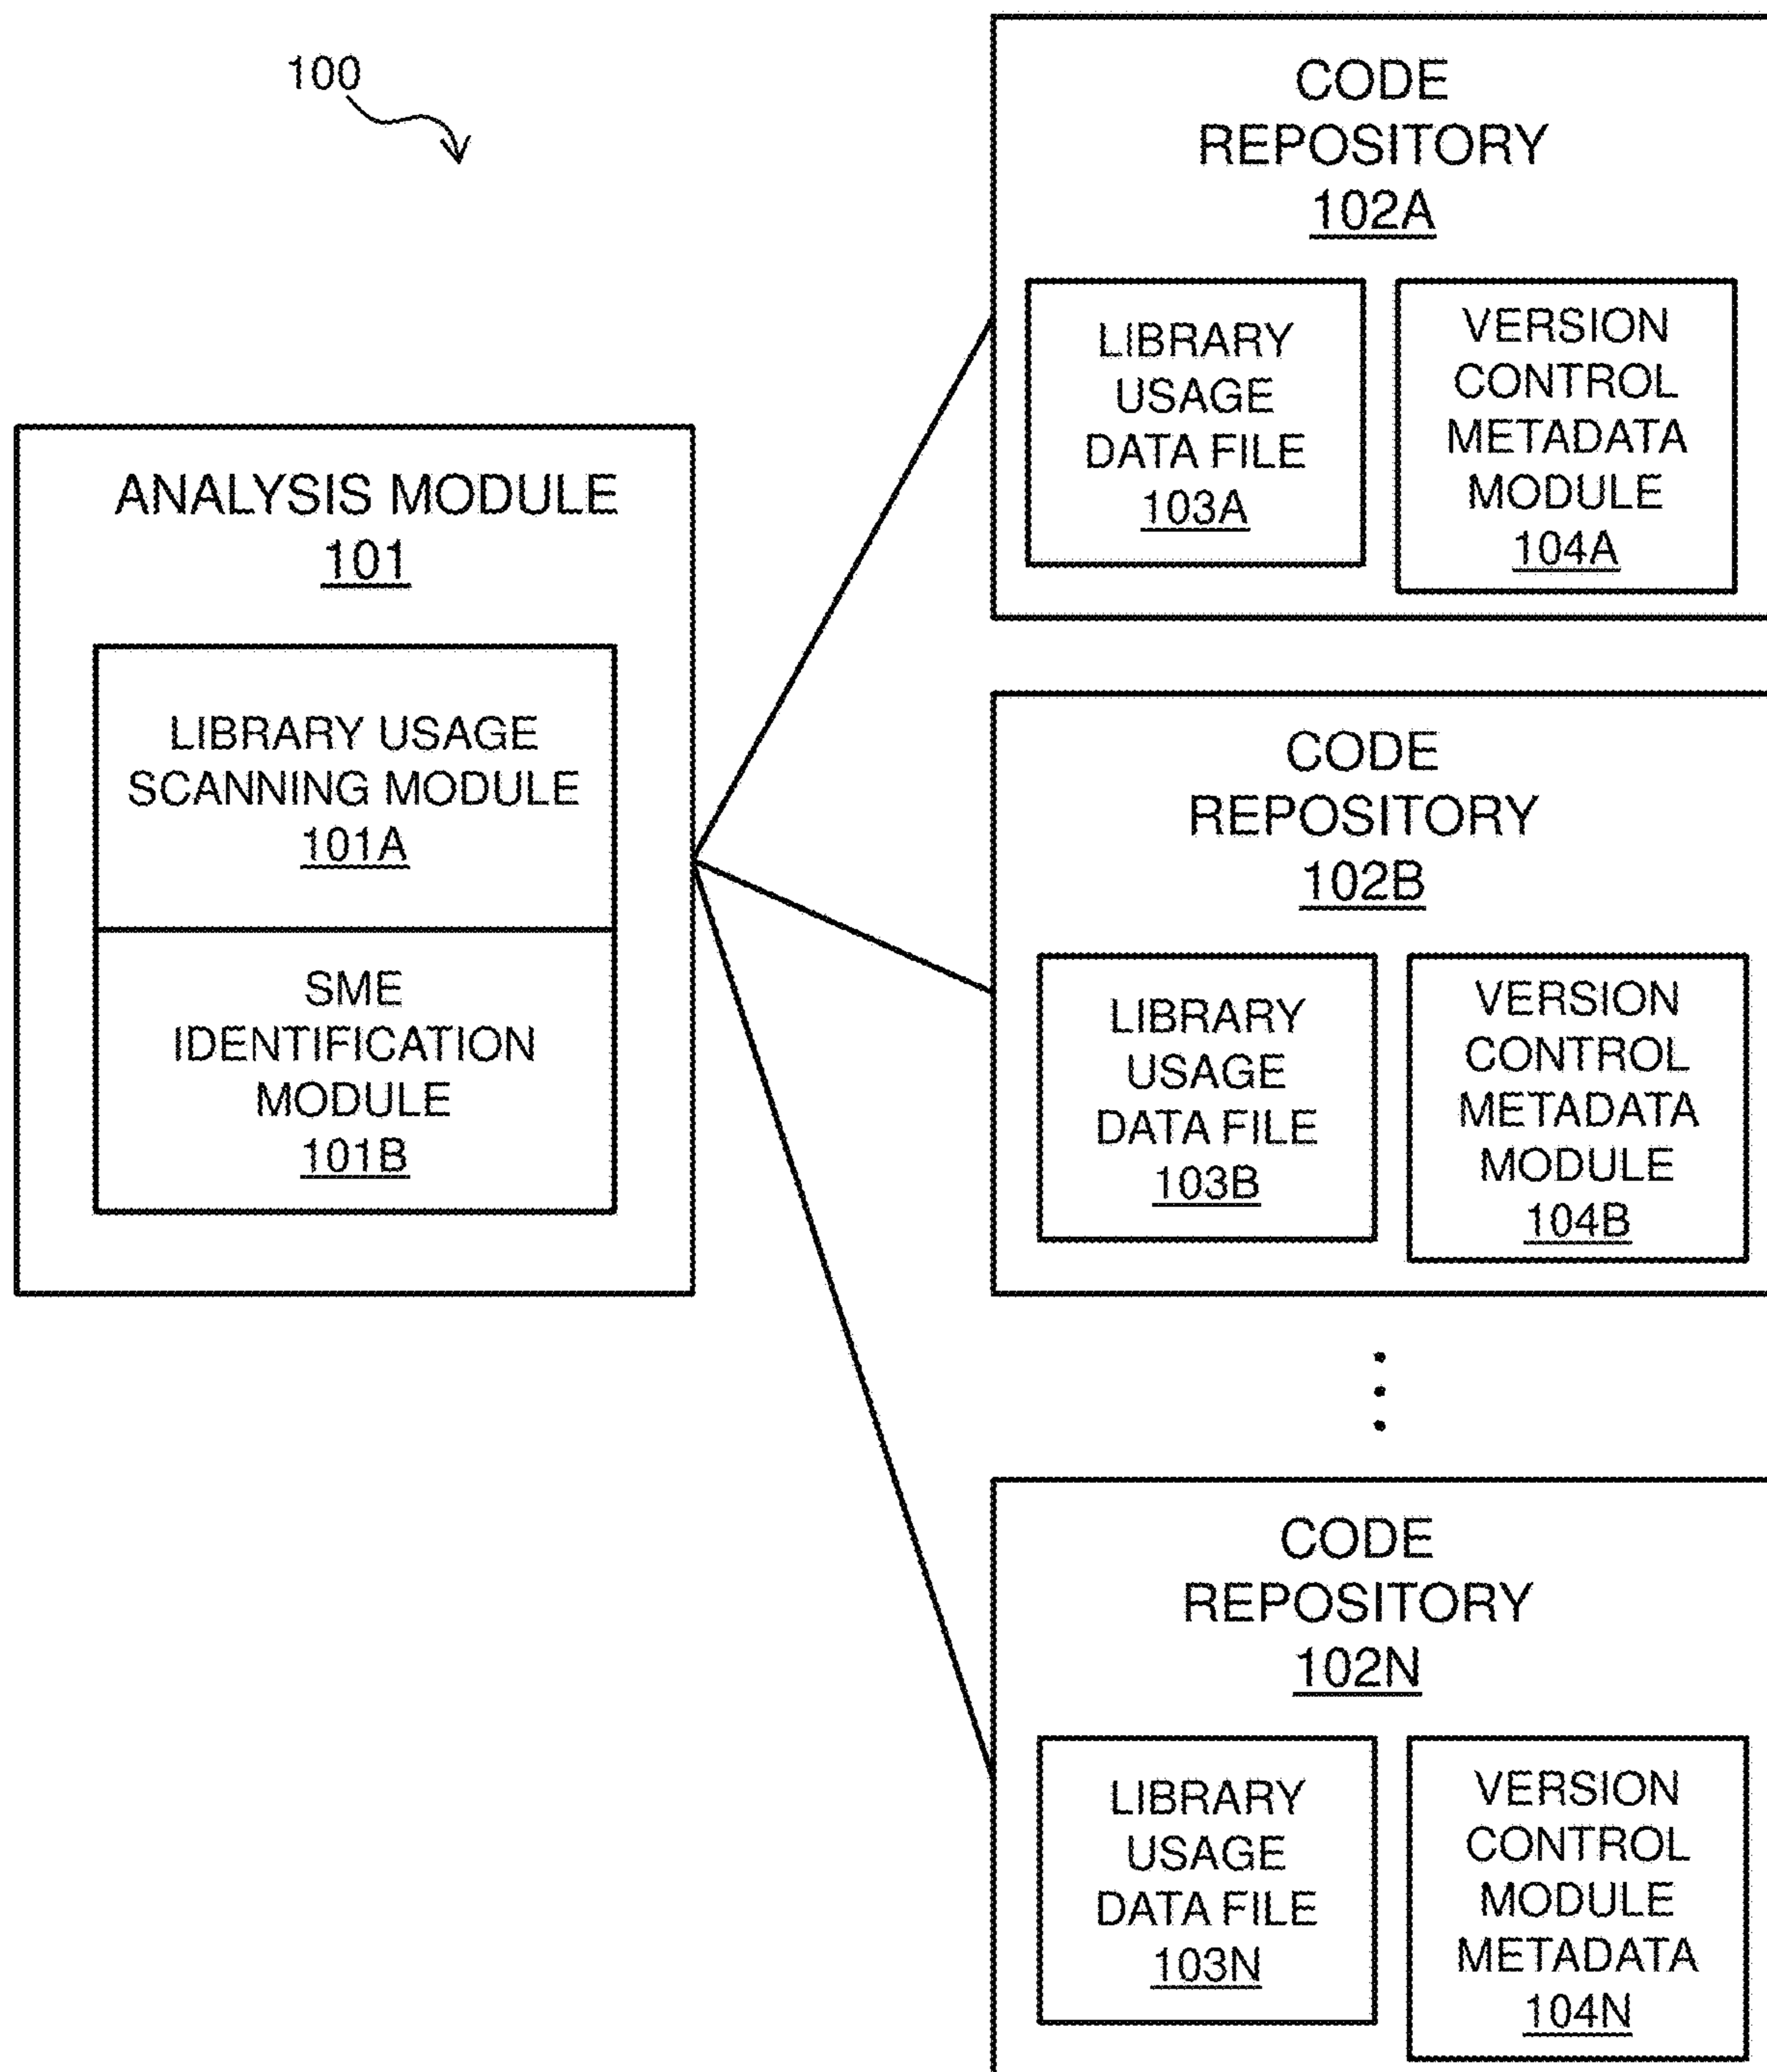 100
ANALYSIS MODULE
101
LIBRARY USAGE
SCANNING MODULE
101A
SME
IDENTIFICATION
MODULE
101B
CODE
REPOSITORY
102A
LIBRARY
USAGE
DATA FILE
103A
VERSION
CONTROL
METADATA
MODULE
104A
CODE
REPOSITORY
102B
LIBRARY
USAGE
DATA FILE
103B
VERSION
CONTROL
METADATA
MODULE
104B
CODE
REPOSITORY
102N
LIBRARY
USAGE
DATA FILE
103N
VERSION
CONTROL
MODULE
METADATA
104N